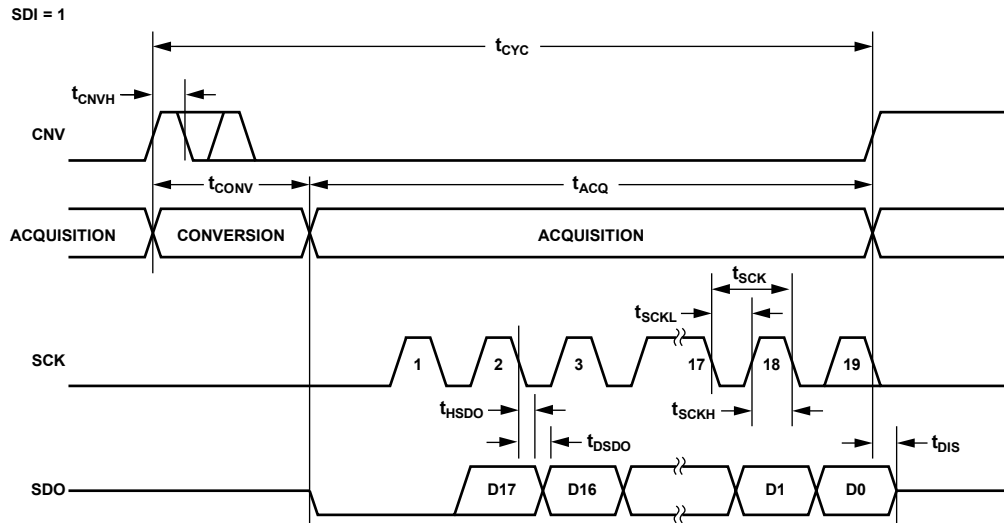 SDI = 1
tCYC
tCNVH
CNV
tCONV
tACQ
ACQUISITION
CONVERSION
ACQUISITION
tSCK
tSCKL
SCK
1
2
3
17
18
19
tHSDO
tSCKH
tDSDO
tDIS
SDO
D17
D16
D1
D0